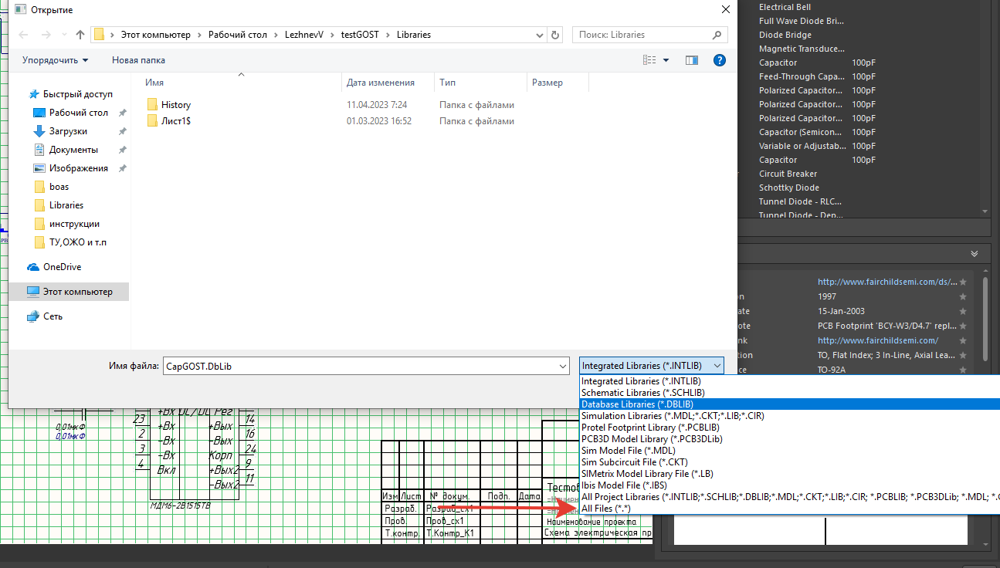 Открытие
Этот компьютер
Рабочий стол
LezhnevV
testGOST
Libraries
Поиск: Libraries
Упорядочить
Новая папка
Имя
Дата изменения
Тип
Размер
Быстрый доступ
Рабочий стол
Загрузки
Документы
Изображения
boas
Libraries
инструкции
ТУ,ОЖО и т.п
OneDrive
Этот компьютер
Сеть
History 11.04.2023 7:24 Папка с файлами
Лист1$ 01.03.2023 16:52 Папка с файлами
Имя файла: CapGOST.DbLib
Integrated Libraries (*.INTLIB)
Integrated Libraries (*.INTLIB)
Schematic Libraries (*.SCHLIB)
Database Libraries (*.DBLIB)
Simulation Libraries (*.MDL;*.CKT;*.LIB;*.CIR)
Protel Footprint Library (*.PCBLIB)
PCB3D Model Library (*.PCB3DLib)
Sim Model File (*.MDL)
Sim Subcircuit File (*.CKT)
SIMetrix Model Library File (*.LB)
Ibis Model File (*.IBS)
All Project Libraries (*.INTLIB;*.SCHLIB;*.DBLIB;*.MDL;*.CKT;*.LIB;*.CIR; *.PCBLIB; *.PCB3DLib; *.MDL; *.C
All Files (*.*)
Electrical Bell
Full Wave Diode Bri...
Diode Bridge
Magnetic Transduce...
Capacitor 100pF
Feed-Through Capa... 100pF
Polarized Capacitor... 100pF
Polarized Capacitor... 100pF
Polarized Capacitor... 100pF
Capacitor (Semicon... 100pF
Variable or Adjustab... 100pF
Capacitor 100pF
Circuit Breaker
Schottky Diode
Tunnel Diode - RLC...
Tunnel Diode - Dep...
http://www.fairchildsemi.com/ds/...
on 1997
ate 15-Jan-2003
ote PCB Footprint 'BCY-W3/D4.7' repl...
nk http://www.fairchildsemi.com/
tion TO, Flat Index; 3 In-Line, Axial Lea...
ce TO-92A
0,01мкФ
0,01мкФ
+Вх DC/DC Рег 14
23 +Вх +Вых 16
2 -Вх -Вых 24
3 -Вх Корп 9
4 Вкл +Вых2 11
-Вых2
МДМ6-2В1515ТВ
Изм Лист № докум. Подп. Дата
Разраб. Разраб_сх1
Пров. Пров_сх1
Т.контр. Т.Контр_К1
Тестов
=Наимен
=Наимен
Наименование проекта
Схема электрическая пр